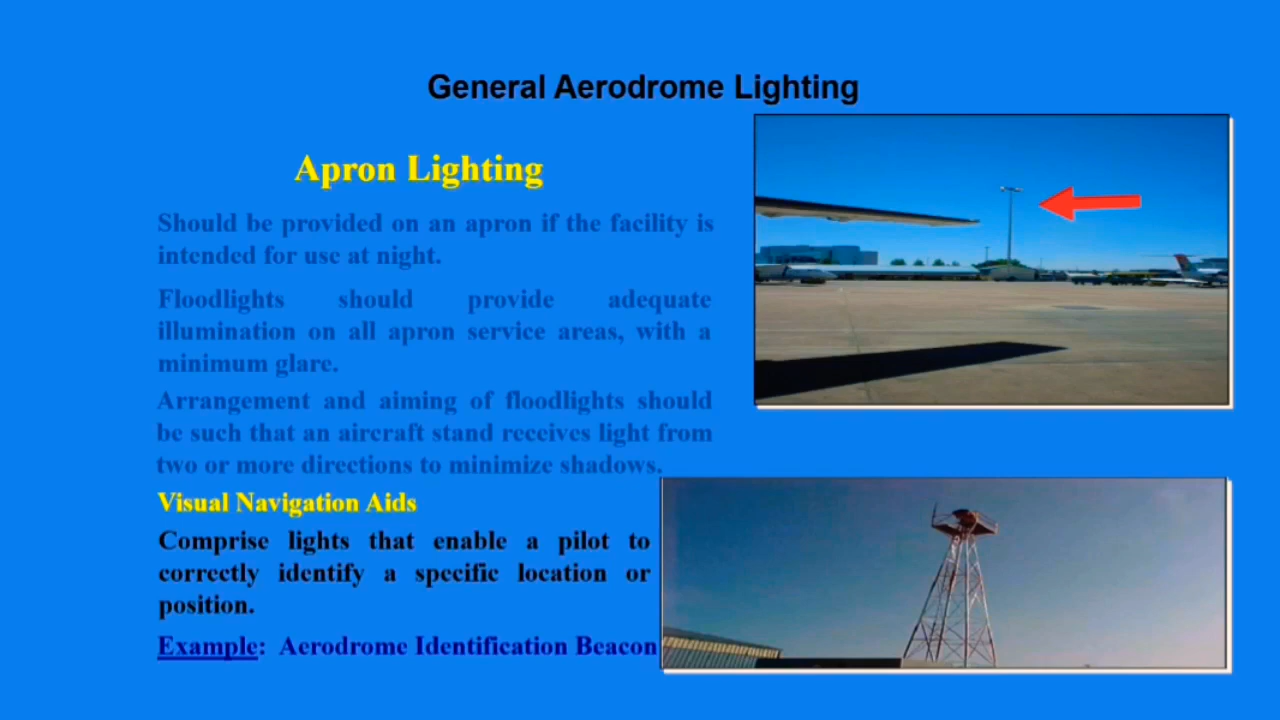 General Aerodrome Lighting
Apron Lighting
Should be provided on an apron if the facility is
intended for use at night.
Floodlights should provide adequate
illumination on all apron service areas, with a
minimum glare.
Arrangement and aiming of floodlights should
be such that an aircraft stand receives light from
two or more directions to minimize shadows.
Visual Navigation Aids
Comprise lights that enable a pilot to
correctly identify a specific location or
position.
Example: Aerodrome Identification Beacon